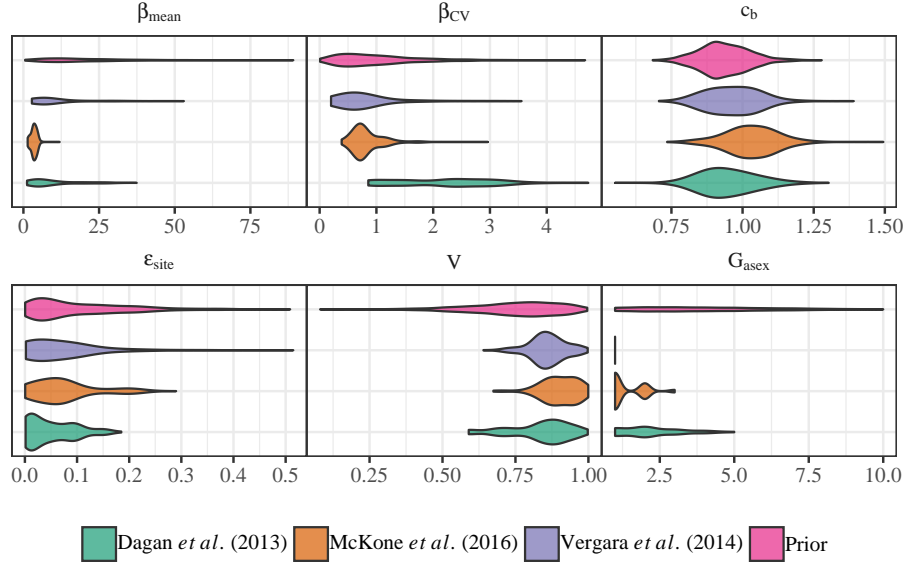 βmean βCV cb
0 25 50 75 0 1 2 3 4 0.75 1.00 1.25 1.50
εsite V Gasex
0.0 0.1 0.2 0.3 0.4 0.5 0.25 0.50 0.75 1.00 2.5 5.0 7.5 10.0
Dagan et al. (2013) McKone et al. (2016) Vergara et al. (2014) Prior